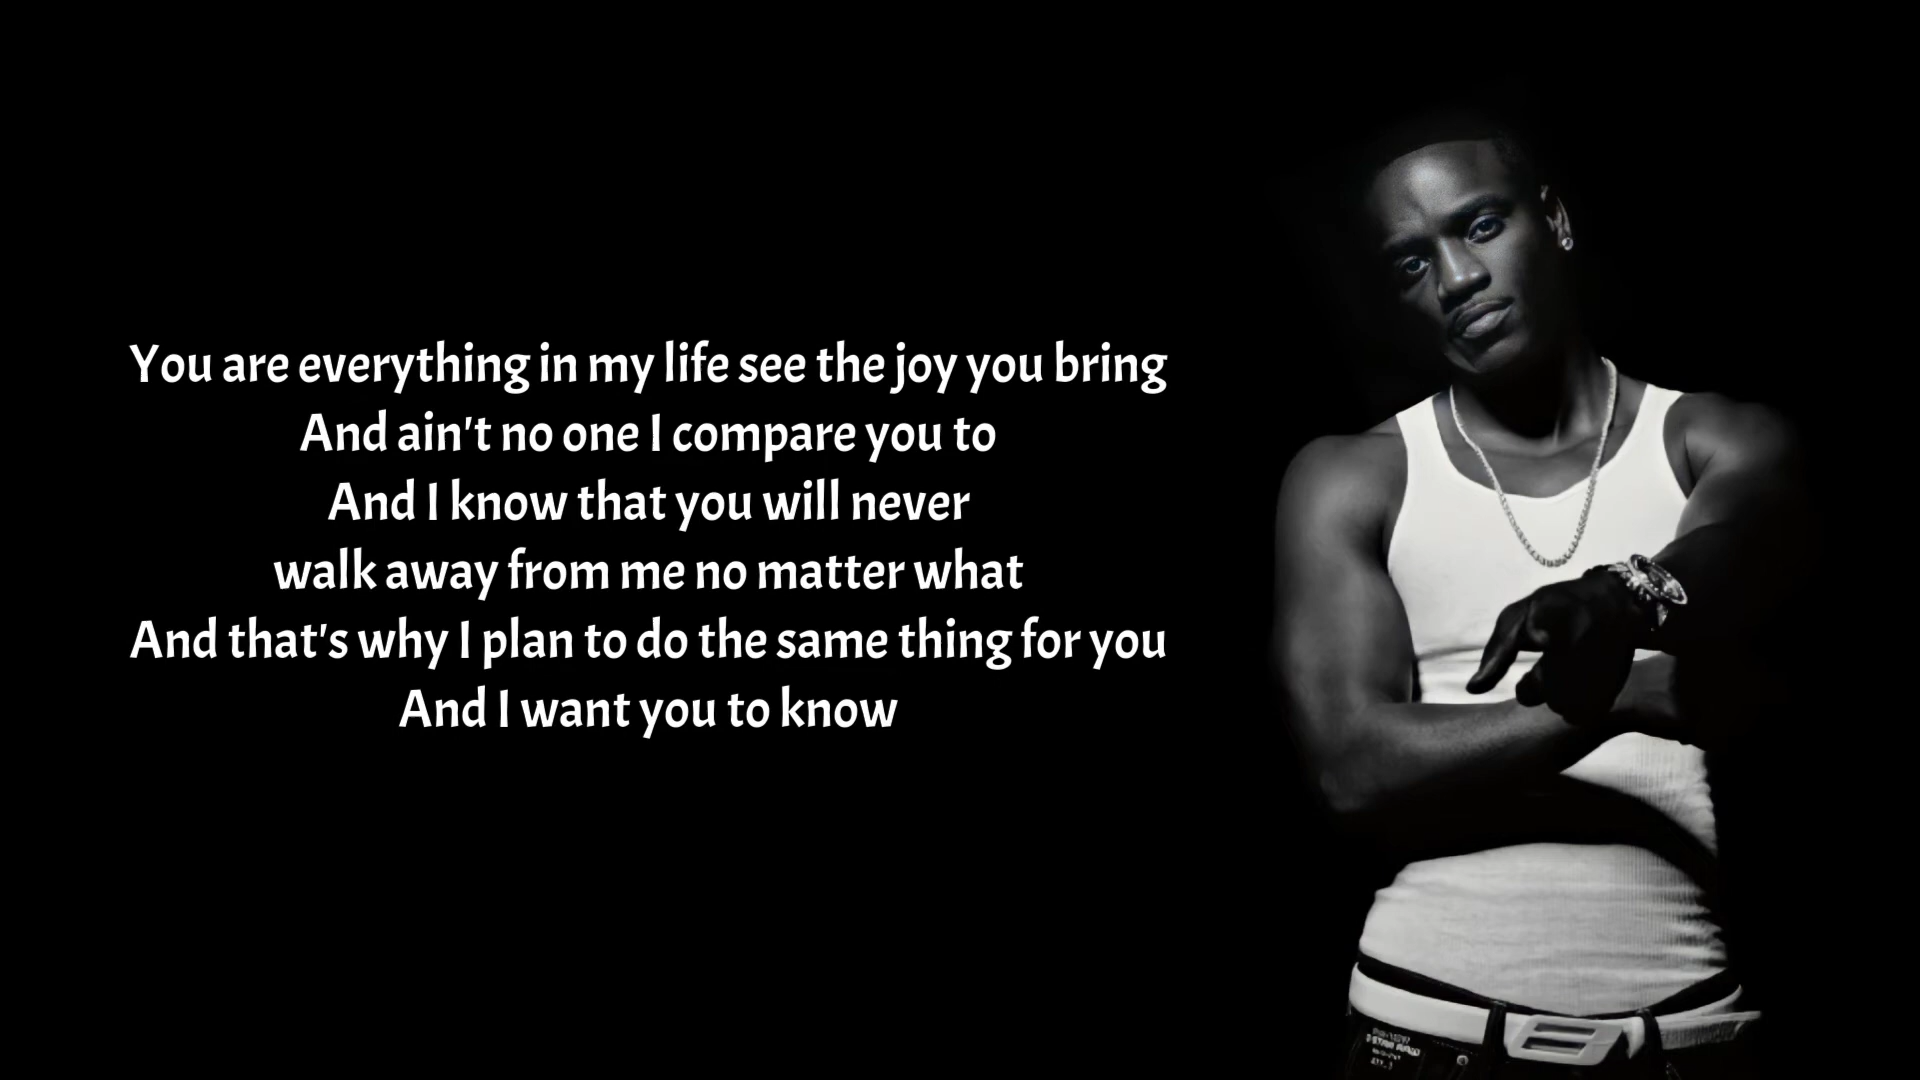 You are everything in my life see the joy you bring
And ain't no one I compare you to
And I know that you will never
walk away from me no matter what
And that's why I plan to do the same thing for you
And I want you to know